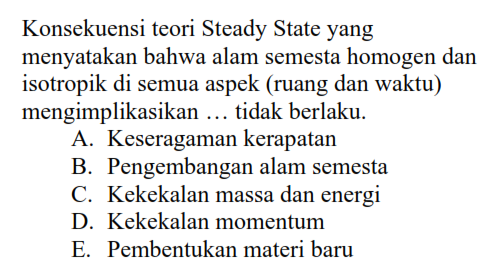 Konsekuensi teori Steady State yang
menyatakan bahwa alam semesta homogen dan
isotropik di semua aspek (ruang dan waktu)
mengimplikasikan … tidak berlaku.
A. Keseragaman kerapatan
B. Pengembangan alam semesta
C. Kekekalan massa dan energi
D. Kekekalan momentum
E. Pembentukan materi baru